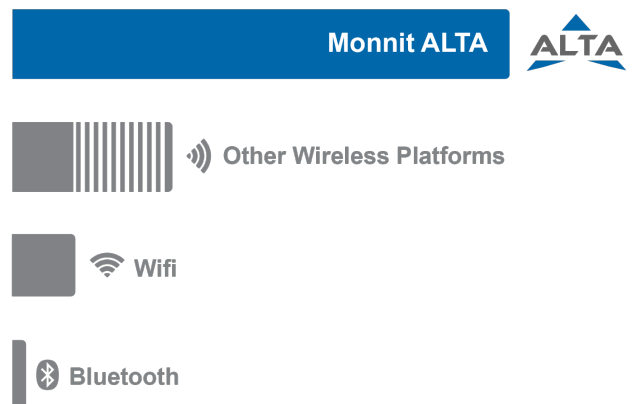 Monnit ALTA
ALTA
Other Wireless Platforms
Wifi
Bluetooth